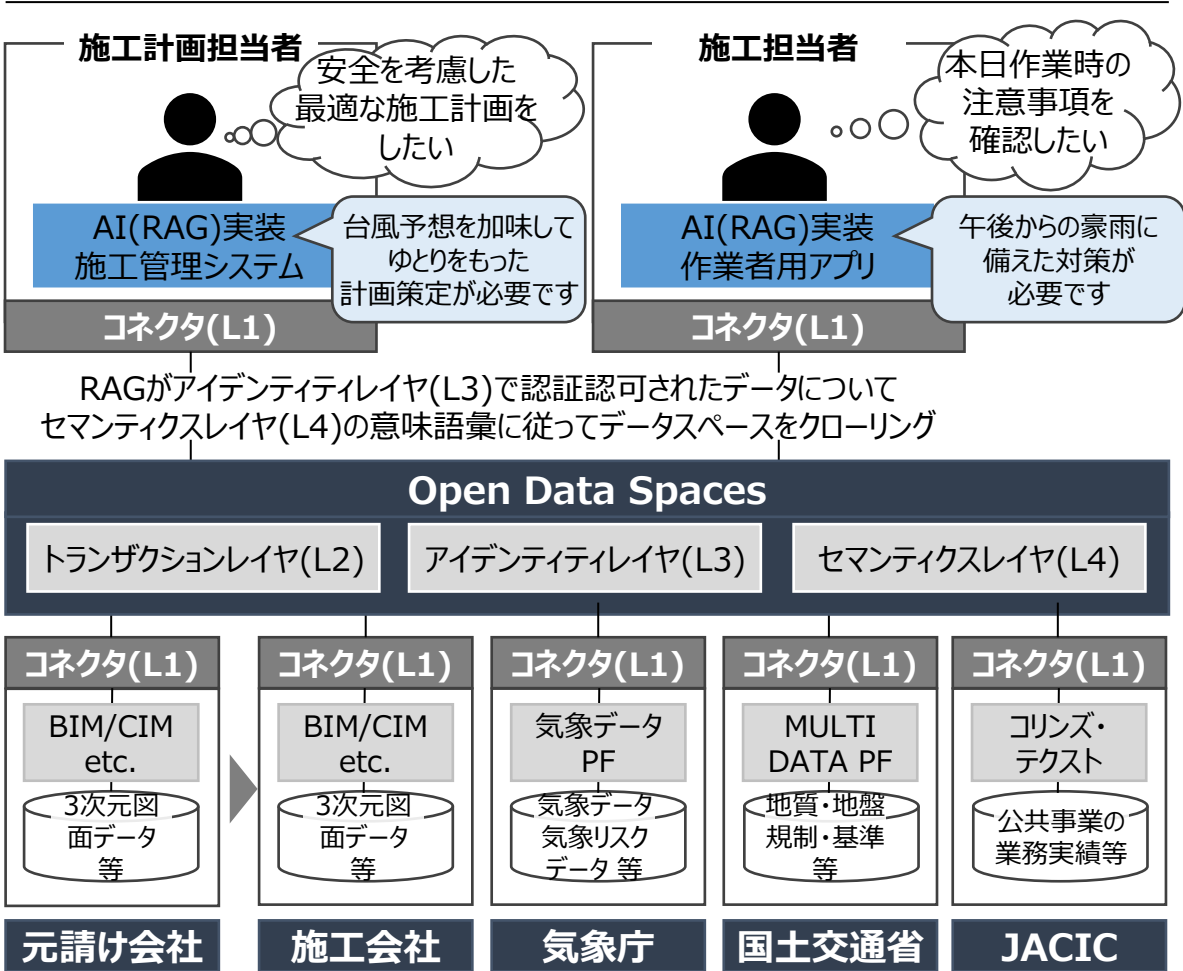 施工計画担当者
安全を考慮した
最適な施工計画を
したい
AI(RAG)実装
施工管理システム
台風予想を加味して
ゆとりをもった
計画策定が必要です
コネクタ(L1)
施工担当者
本日作業時の
注意事項を
確認したい
AI(RAG)実装
作業者用アプリ
午後からの豪雨に
備えた対策が
必要です
コネクタ(L1)
RAGがアイデンティティレイヤ(L3)で認証認可されたデータについて
セマンティクスレイヤ(L4)の意味語彙に従ってデータスペースをクローリング
Open Data Spaces
トランザクションレイヤ(L2)
アイデンティティレイヤ(L3)
セマンティクスレイヤ(L4)
コネクタ(L1)
BIM/CIM
etc.
3次元図
面データ
等
元請け会社
コネクタ(L1)
BIM/CIM
etc.
3次元図
面データ
等
施工会社
コネクタ(L1)
気象データ
PF
気象データ
気象リスク
データ 等
気象庁
コネクタ(L1)
MULTI
DATA PF
地質・地盤
規制・基準
等
国土交通省
コネクタ(L1)
コリンズ・
テクスト
公共事業の
業務実績等
JACIC